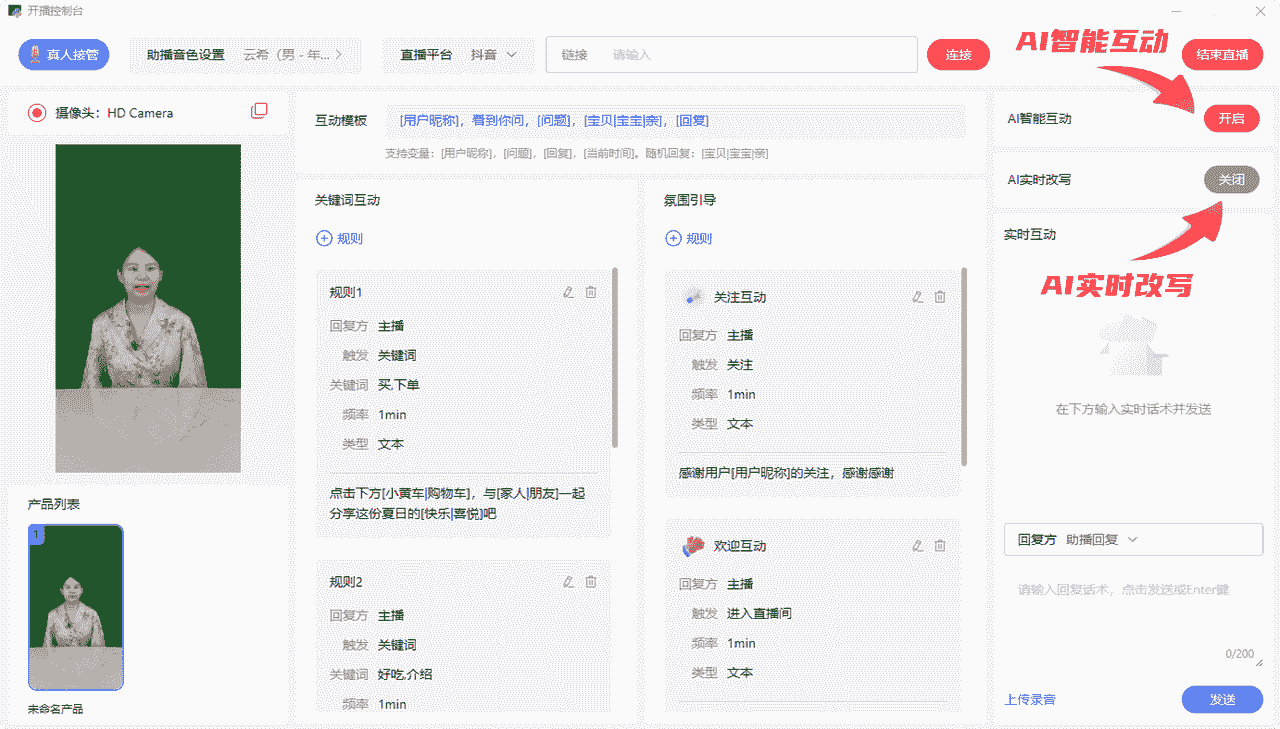 开播控制台
真人接管
助播音色设置 云希（男 - 年...
直播平台 抖音
链接 请输入
连接
AI智能互动
结束直播
摄像头：HD Camera
互动模板 [用户昵称]，看到你问，[问题]，[宝贝|宝宝|亲]，[回复]
支持变量：[用户昵称]，[问题]，[回复]，[当前时间]。随机回复：[宝贝|宝宝|亲]
AI智能互动 开启
AI实时改写 关闭
AI实时改写
关键词互动
规则
规则1
回复方 主播
触发 关键词
关键词 买,下单
频率 1min
类型 文本
点击下方[小黄车|购物车]，与[家人|朋友]一起
分享这份夏日的[快乐|喜悦]吧
规则2
回复方 主播
触发 关键词
关键词 好吃,介绍
频率 1min
氛围引导
规则
关注互动
回复方 主播
触发 关注
频率 1min
类型 文本
感谢用户[用户昵称]的关注，感谢感谢
欢迎互动
回复方 主播
触发 进入直播间
频率 1min
类型 文本
实时互动
在下方输入实时话术并发送
回复方 助播回复
请输入回复话术，点击发送或Enter键
0/200
上传录音
发送
产品列表
1
未命名产品